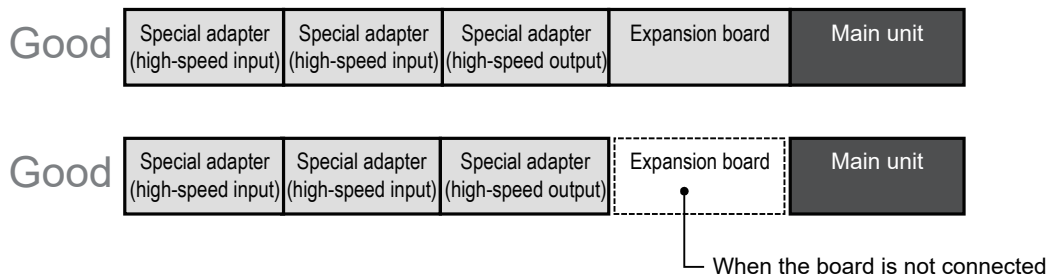 Good
Special adapter
(high-speed input)
Special adapter
(high-speed input)
Special adapter
(high-speed output)
Expansion board
Main unit
Good
Special adapter
(high-speed input)
Special adapter
(high-speed input)
Special adapter
(high-speed output)
Expansion board
Main unit
When the board is not connected